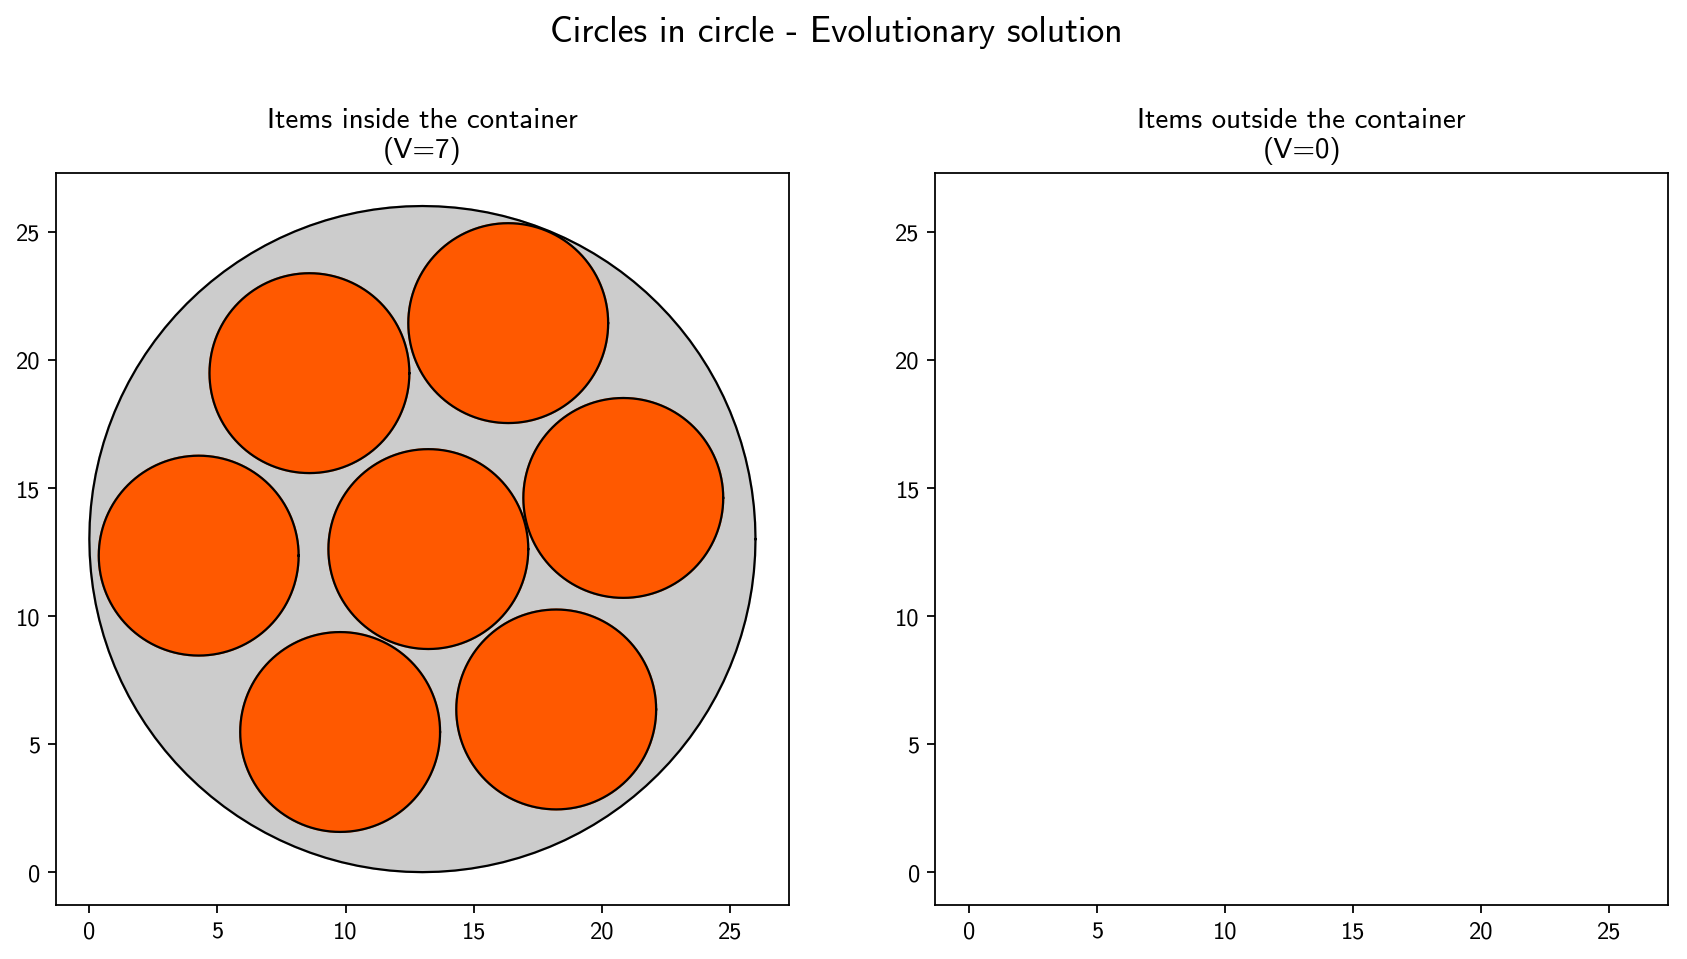 Circles in circle - Evolutionary solution
Items inside the container
(V=7)
25
20
15
10
5
0
0 5 10 15 20 25
Items outside the container
(V=0)
25
20
15
10
5
0
0 5 10 15 20 25